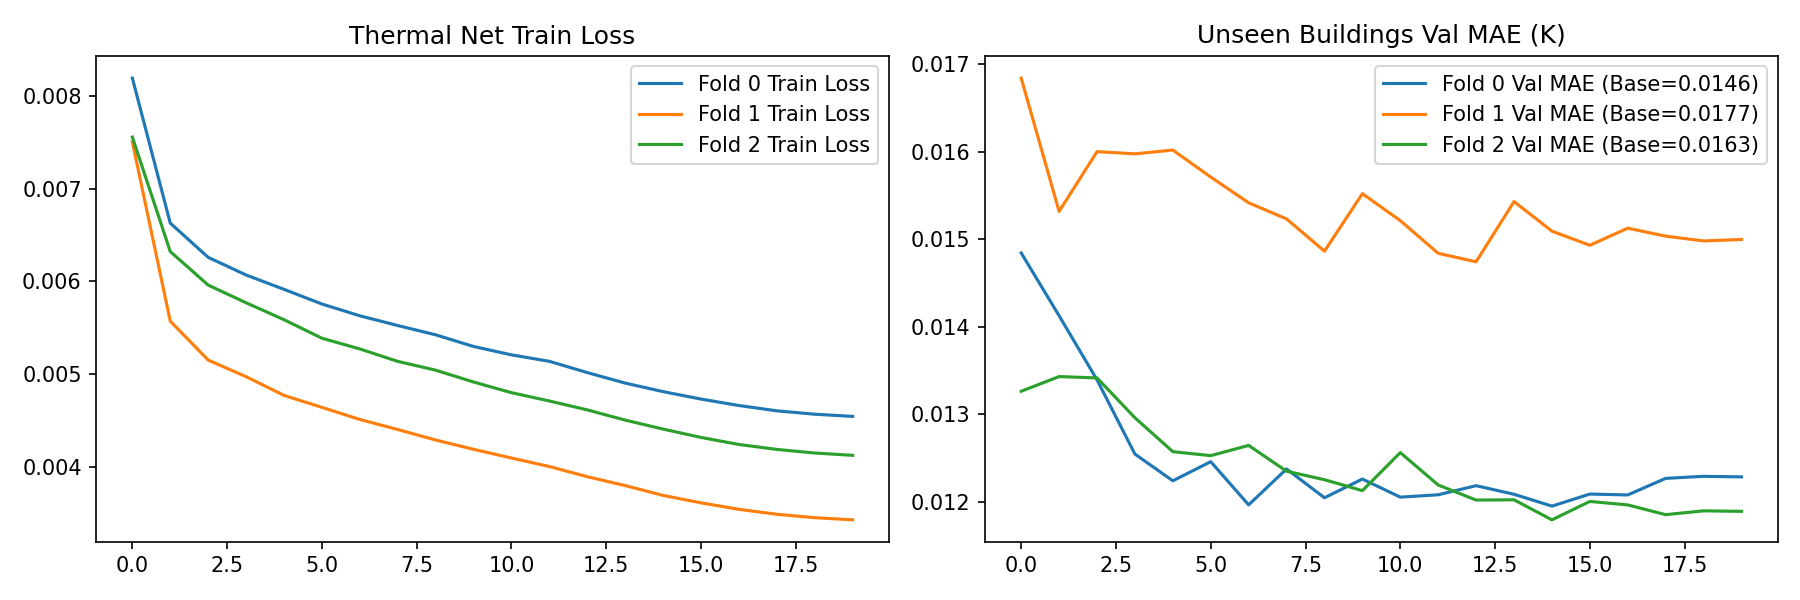 Thermal Net Train Loss
Fold 0 Train Loss
Fold 1 Train Loss
Fold 2 Train Loss
0.008
0.007
0.006
0.005
0.004
0.0 2.5 5.0 7.5 10.0 12.5 15.0 17.5
Unseen Buildings Val MAE (K)
Fold 0 Val MAE (Base=0.0146)
Fold 1 Val MAE (Base=0.0177)
Fold 2 Val MAE (Base=0.0163)
0.017
0.016
0.015
0.014
0.013
0.012
0.0 2.5 5.0 7.5 10.0 12.5 15.0 17.5